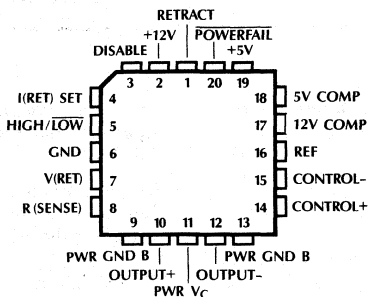 RETRACT
+12V POWERFAIL
DISABLE +5V
3 2 1 20 19
I(RET) SET 4 18 5V COMP
HIGH/LOW 5 17 12V COMP
GND 6 16 REF
V(RET) 7 15 CONTROL-
R (SENSE) 8 14 CONTROL+
9 10 11 12 13
PWR GND B PWR GND B
OUTPUT+ OUTPUT-
PWR VC